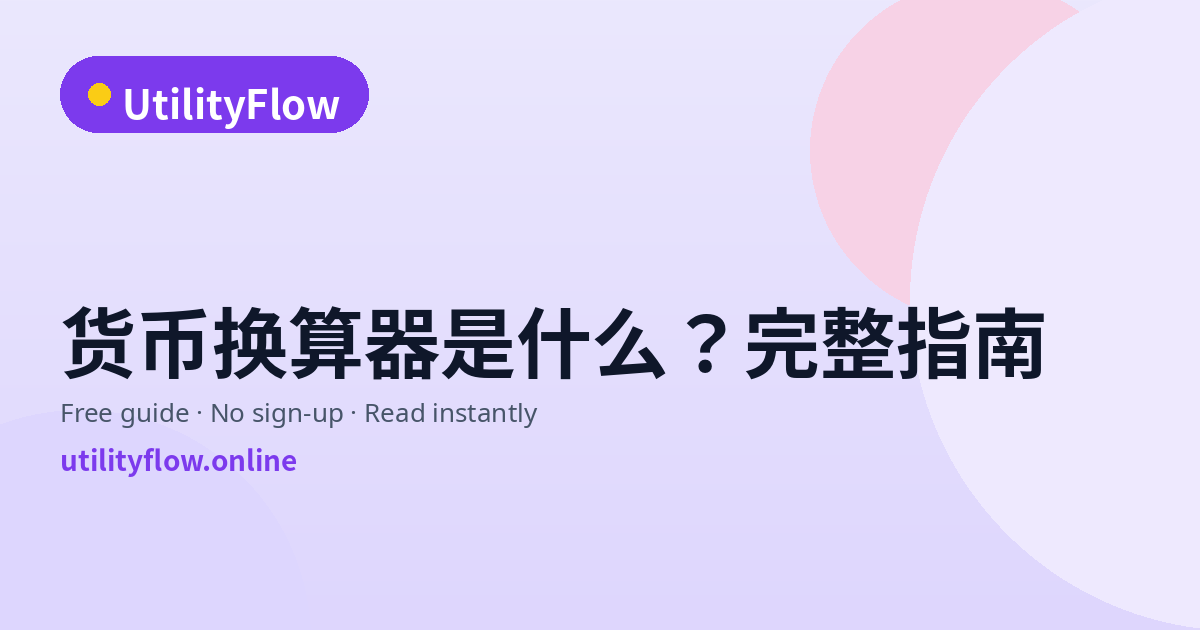 UtilityFlow
货币换算器是什么？完整指南
Free guide · No sign-up · Read instantly
utilityflow.online